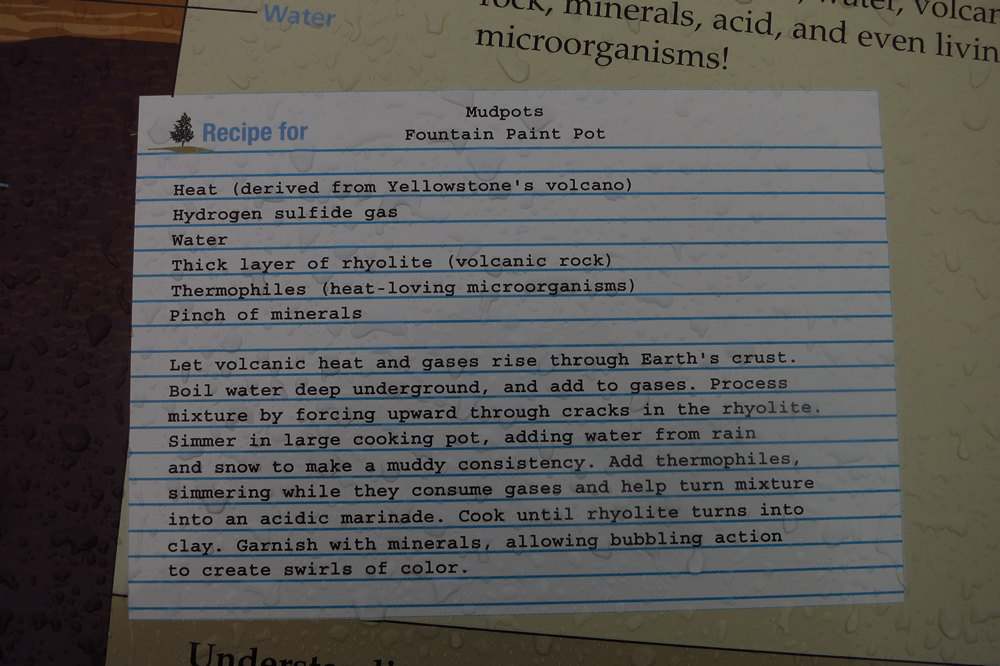 Water
rock, minerals, acid, and even
microorganisms!
Mudpots
Recipe for
Fountain Paint Pot
Heat (derived from Yellowstone's volcano)
Hydrogen sulfide gas
Water
Thick layer of rhyolite (volcanic rock)
Thermophiles (heat-loving microorganisms)
Pinch of minerals
Let volcanic heat and gases rise through Earth's crust.
Boil water deep underground, and add to gases. Process
mixture by forcing upward through cracks in the rhyolite.
Simmer in large cooking pot, adding water from rain
and snow to make a muddy consistency. Add thermophiles,
simmering while they consume gases and help turn mixture
into an acidic marinade. Cook until rhyolite turns into
clay. Garnish with minerals, allowing bubbling action
to create swirls of color.